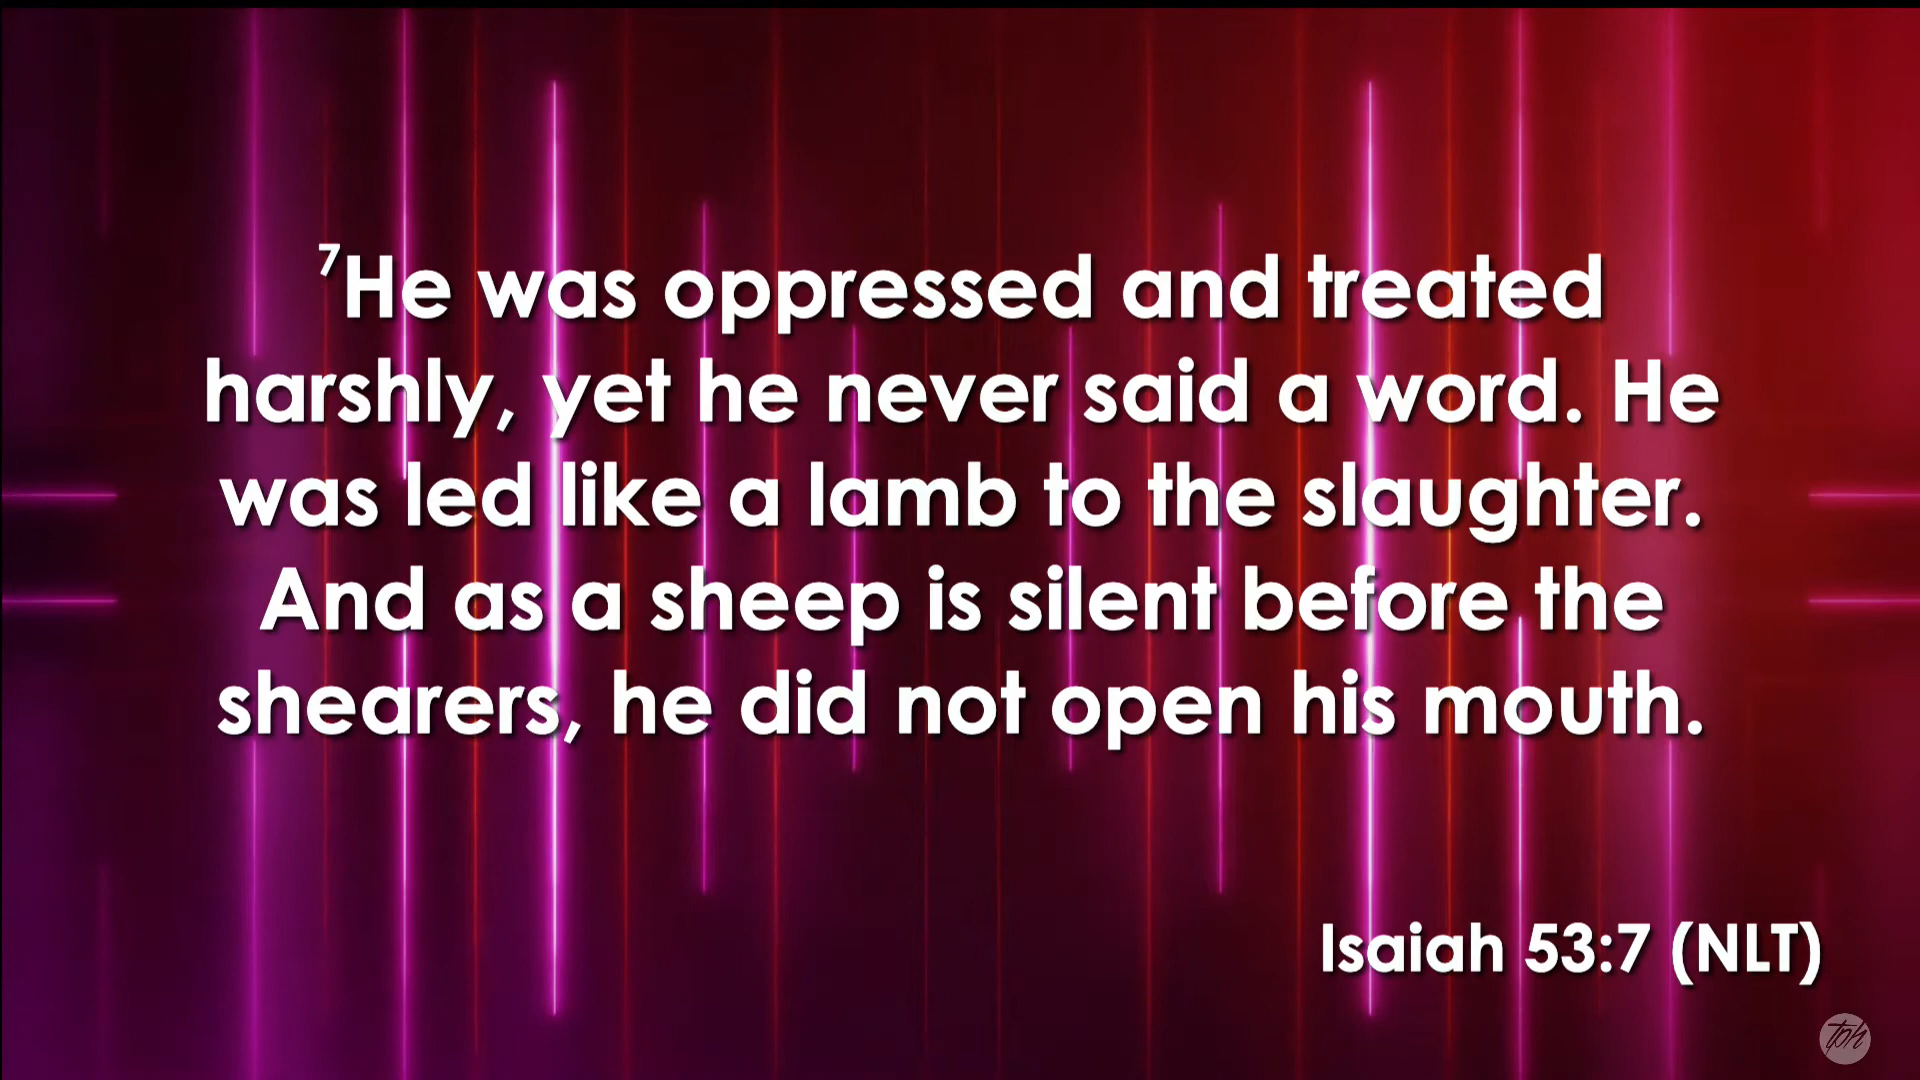 ⁷He was oppressed and treated
harshly, yet he never said a word. He
was led like a lamb to the slaughter.
And as a sheep is silent before the
shearers, he did not open his mouth.
Isaiah 53:7 (NLT)
tph